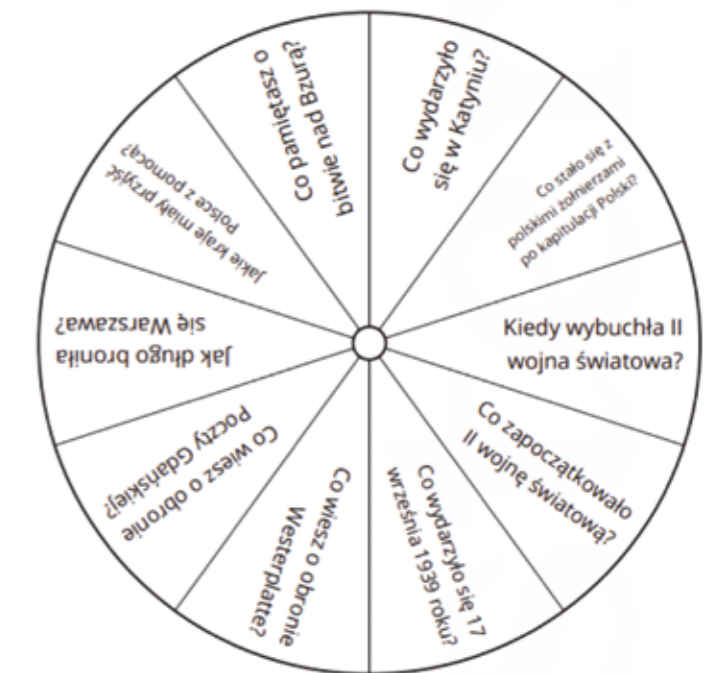 Co wydarzyło
się w Katyniu?
Co stało się z
polskimi żołnierzami
po kapitulacji Polski?
Kiedy wybuchła II
wojna światowa?
Co zapoczątkowało
II wojnę światową?
Co wydarzyło się 17
września 1939 roku?
Co wiesz o obronie
Westerplatte?
Co wiesz o obronie
Poczty Gdańskiej?
Jak długo broniła
się Warszawa?
Jakie kraje miały przyjść
Polsce z pomocą?
Co pamiętasz o
bitwie nad Bzurą?